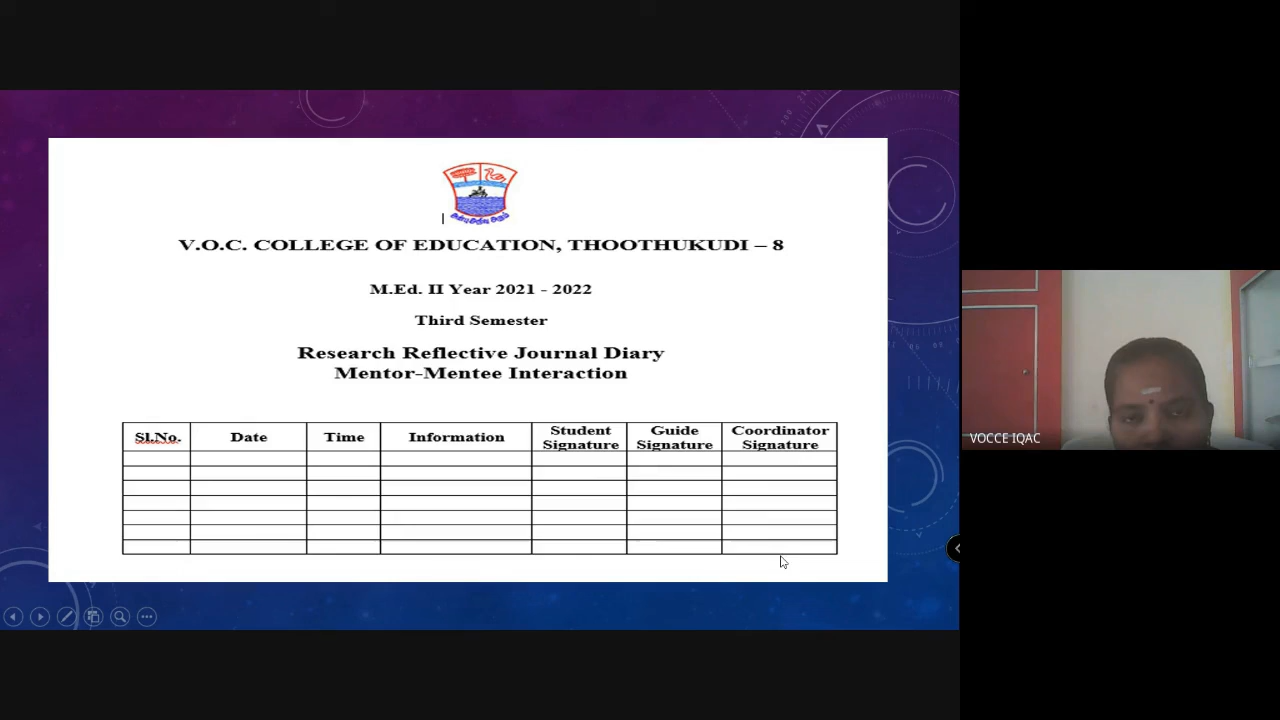 V.O.C. COLLEGE OF EDUCATION, THOOTHUKUDI – 8
M.Ed. II Year 2021 - 2022
Third Semester
Research Reflective Journal Diary
Mentor-Mentee Interaction
Sl.No. Date Time Information Student Signature Guide Signature Coordinator Signature
VOCCE IQAC